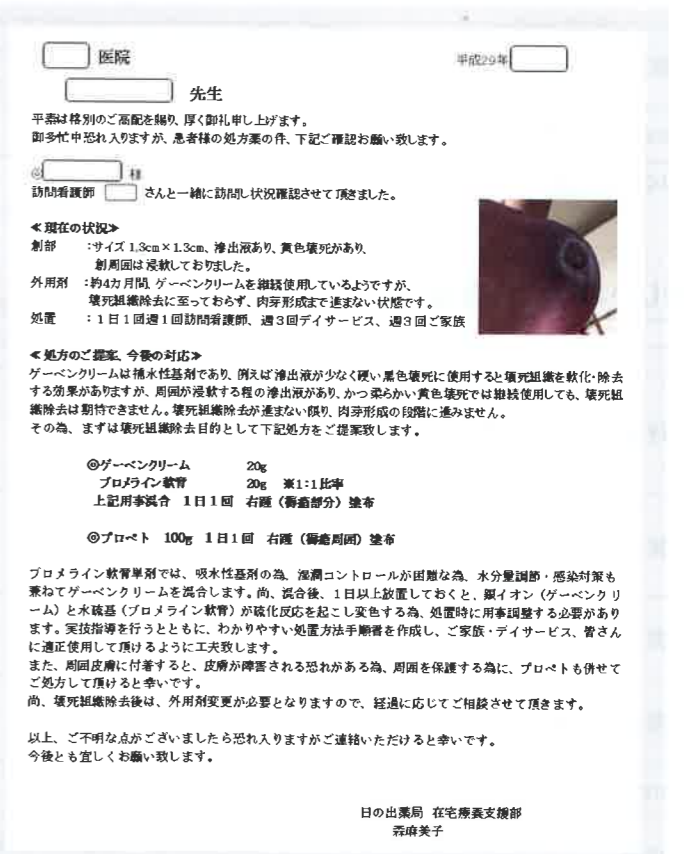 医院
平成29年
先生
平素は格別のご高配を賜り、厚く御礼申し上げます。
御多忙中恐れ入りますが、患者様の処方薬の件、下記ご確認お願い致します。
◎ 様
訪問看護師 さんと一緒に訪問し状況確認させて頂きました。
≪現在の状況≫
創部 :サイズ 1.3cm×1.3cm、滲出液あり、黄色壊死があり、
創周囲は浸軟しておりました。
外用剤 :約4カ月間、ゲーベンクリームを継続使用しているようですが、
壊死組織除去に至っておらず、肉芽形成まで進まない状態です。
処置 :1日1回週1回訪問看護師、週3回デイサービス、週3回ご家族
≪処方のご提案、今後の対応≫
ゲーベンクリームは補水性基剤であり、例えば滲出液が少なく硬い黒色壊死に使用すると壊死組織を軟化・除去
する効果がありますが、周囲が浸軟する程の滲出液があり、かつ柔らかい黄色壊死では継続使用しても、壊死組
織除去は期待できません。壊死組織除去が進まない限り、肉芽形成の段階に進みません。
その為、まずは壊死組織除去目的として下記処方をご提案致します。
◎ゲーベンクリーム 20g
ブロメライン軟膏 20g ※1:1比率
上記用事混合 1日1回 右踵(褥瘡部分)塗布
◎プロペト 100g 1日1回 右踵(褥瘡周囲)塗布
ブロメライン軟膏単剤では、吸水性基剤の為、湿潤コントロールが困難な為、水分量調節・感染対策も
兼ねてゲーベンクリームを混合します。尚、混合後、1日以上放置しておくと、銀イオン(ゲーベンクリ
ーム)と水硫基(ブロメライン軟膏)が硫化反応を起こし変色する為、処置時に用事調整する必要があり
ます。実技指導を行うとともに、わかりやすい処置方法手順書を作成し、ご家族・デイサービス、皆さん
に適正使用して頂けるように工夫致します。
また、周囲皮膚に付着すると、皮膚が障害される恐れがある為、周囲を保護する為に、プロペトも併せて
ご処方して頂けると幸いです。
尚、壊死組織除去後は、外用剤変更が必要となりますので、経過に応じてご相談させて頂きます。
以上、ご不明な点がございましたら恐れ入りますがご連絡いただけると幸いです。
今後とも宜しくお願い致します。
日の出薬局 在宅療養支援部
森麻美子